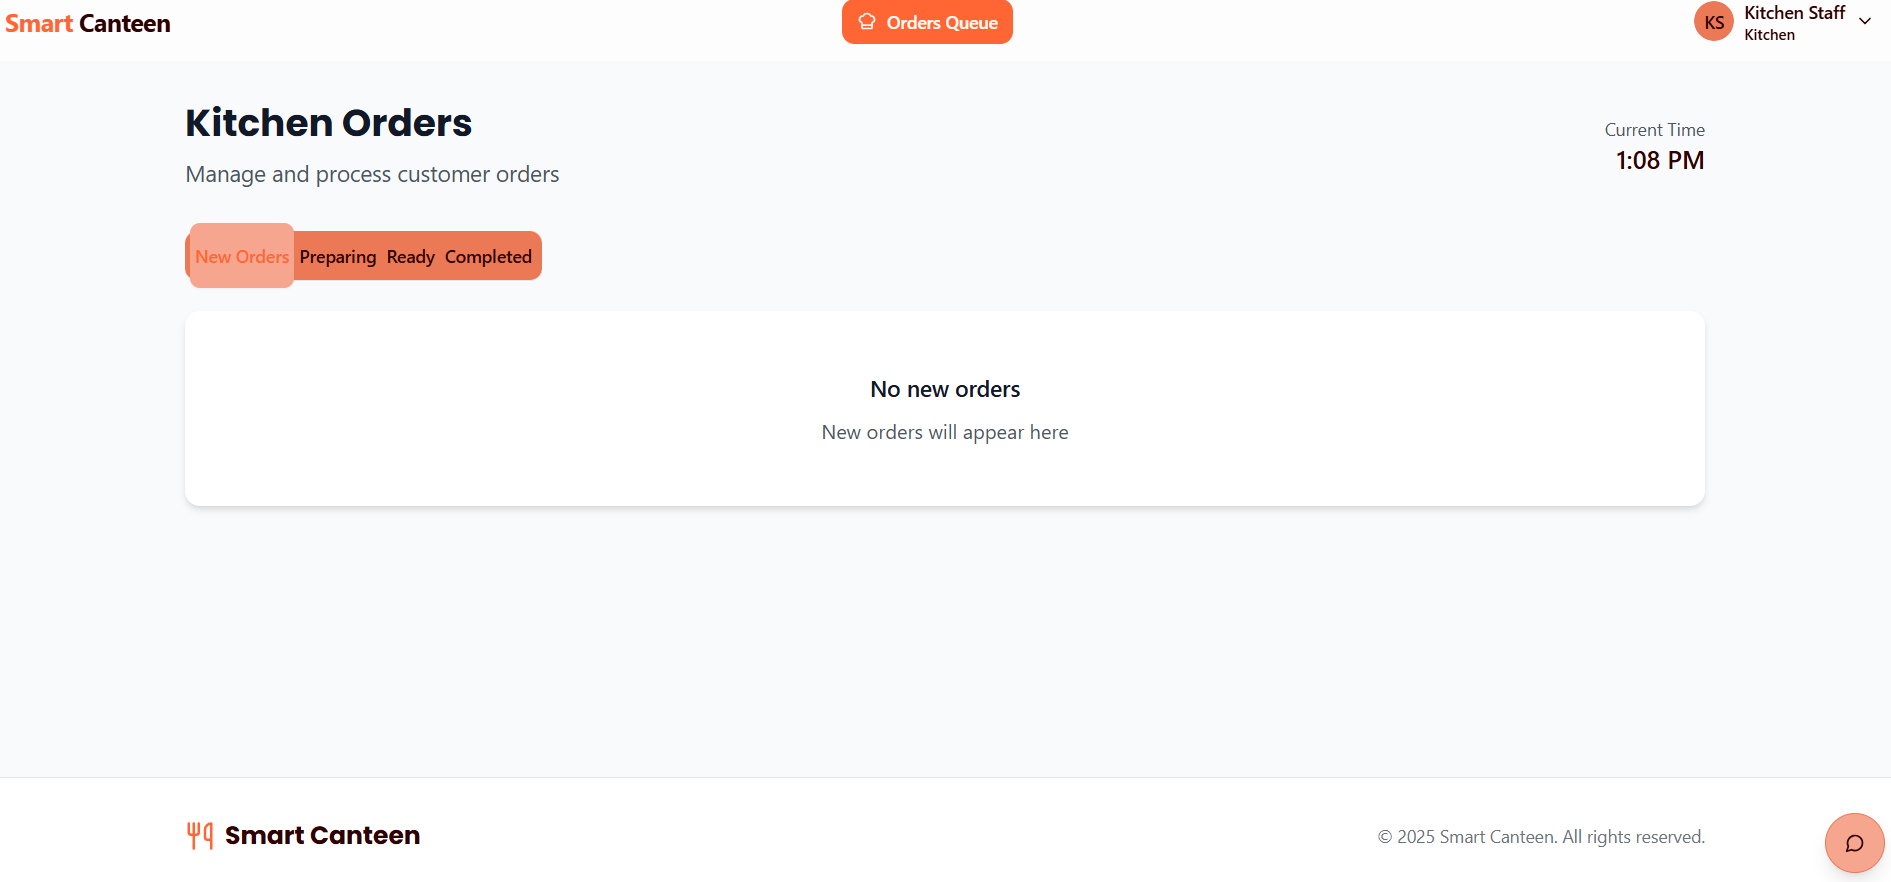 Smart Canteen
Orders Queue
KS
Kitchen Staff
Kitchen
Kitchen Orders
Manage and process customer orders
Current Time
1:08 PM
New Orders Preparing Ready Completed
No new orders
New orders will appear here
Smart Canteen
© 2025 Smart Canteen. All rights reserved.